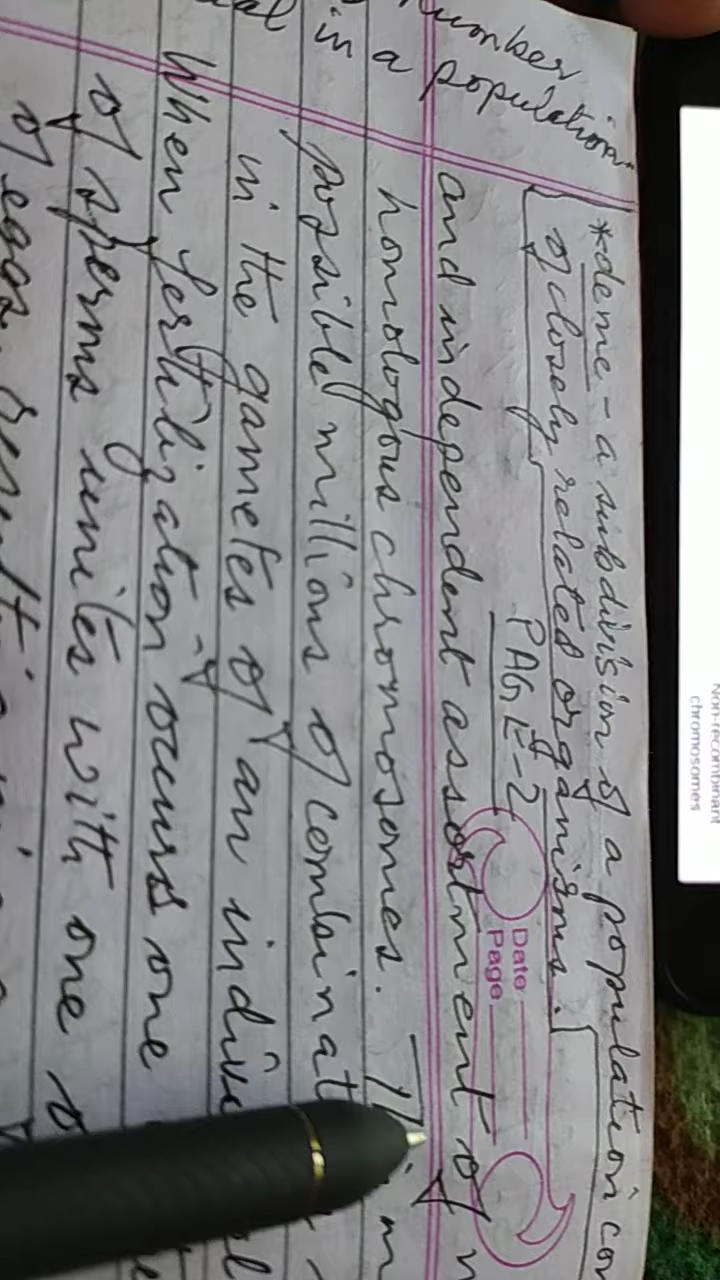 number
in a population.
*deme - a subdivision of a population con
of closely related organisms.
PAGE-2
Date
Page
and independent assortment of n
homologous chromosomes.
possible millions of combinat
in the gametes of an indiv
When fertilization occurs one
of sperms unites with one o
of eggs,
Non-recombinant
chromosomes